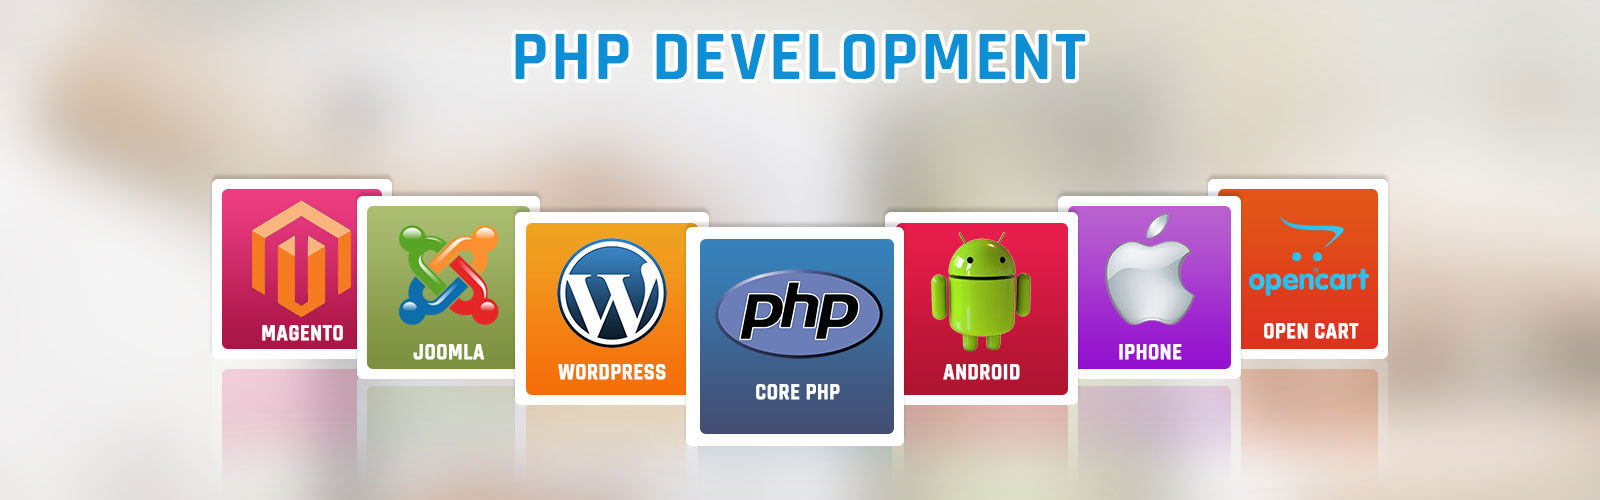 PHP DEVELOPMENT
MAGENTO
JOOMLA
W
WORDPRESS
php
CORE PHP
ANDROID
IPHONE
opencart
OPEN CART